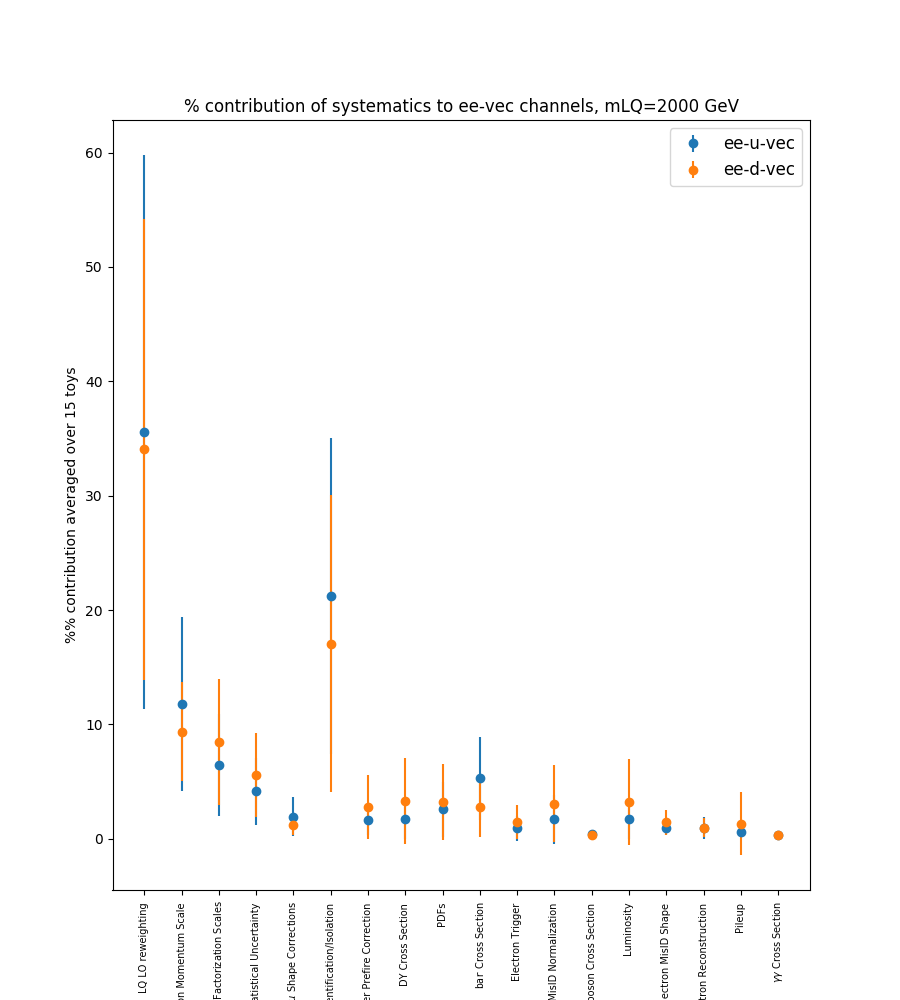 % contribution of systematics to ee-vec channels, mLQ=2000 GeV
ee-u-vec
ee-d-vec
60
50
40
30
20
10
0
%% contribution averaged over 15 toys
LQ LO reweighting
n Momentum Scale
Factorization Scales
atistical Uncertainty
Shape Corrections
entification/Isolation
er Prefire Correction
DY Cross Section
PDFs
bar Cross Section
Electron Trigger
MisID Normalization
oson Cross Section
Luminosity
ectron MisID Shape
tron Reconstruction
Pileup
γγ Cross Section